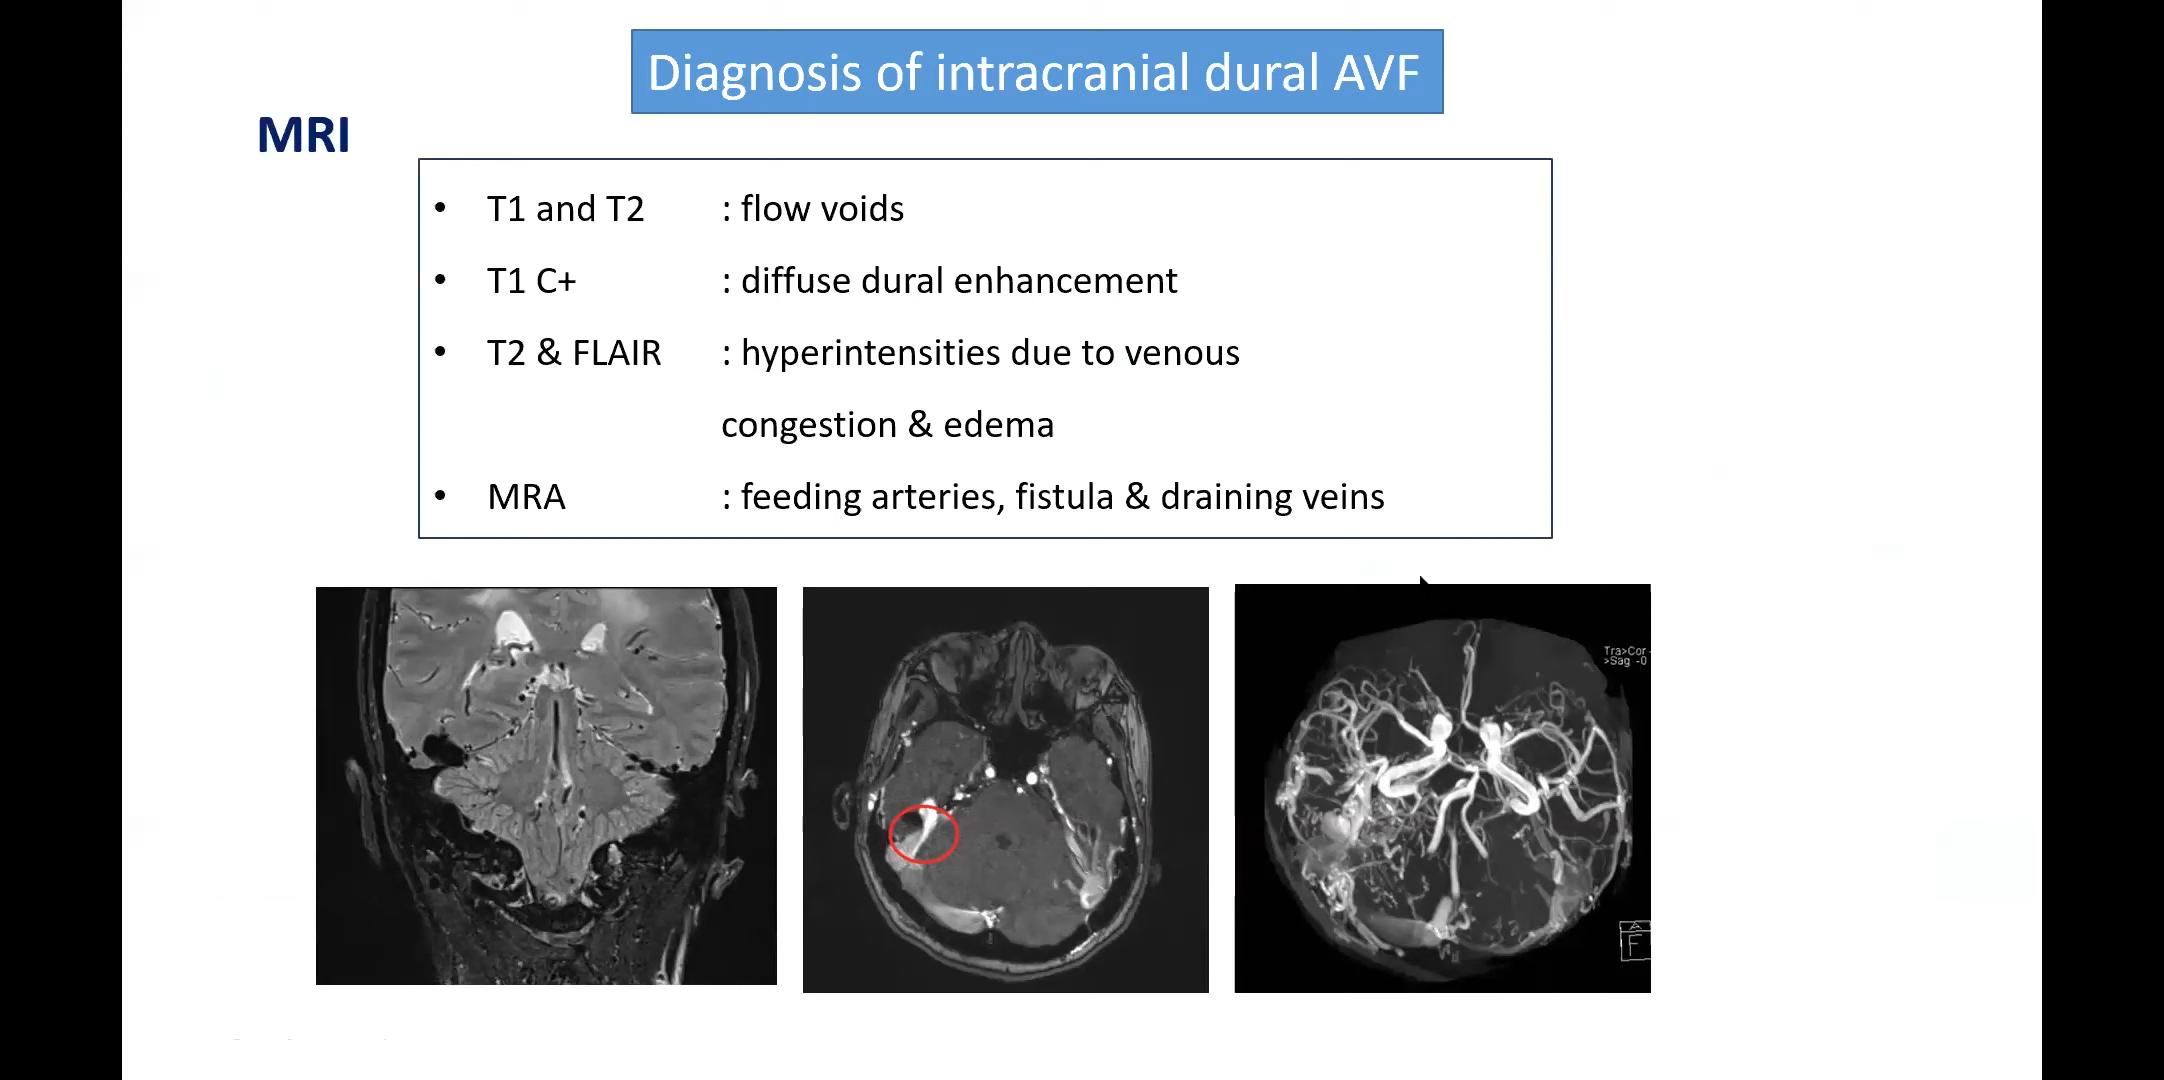 Diagnosis of intracranial dural AVF
MRI
• T1 and T2 : flow voids
• T1 C+ : diffuse dural enhancement
• T2 & FLAIR : hyperintensities due to venous
congestion & edema
• MRA : feeding arteries, fistula & draining veins
Tra>Cor -
>Sag -0
A
F